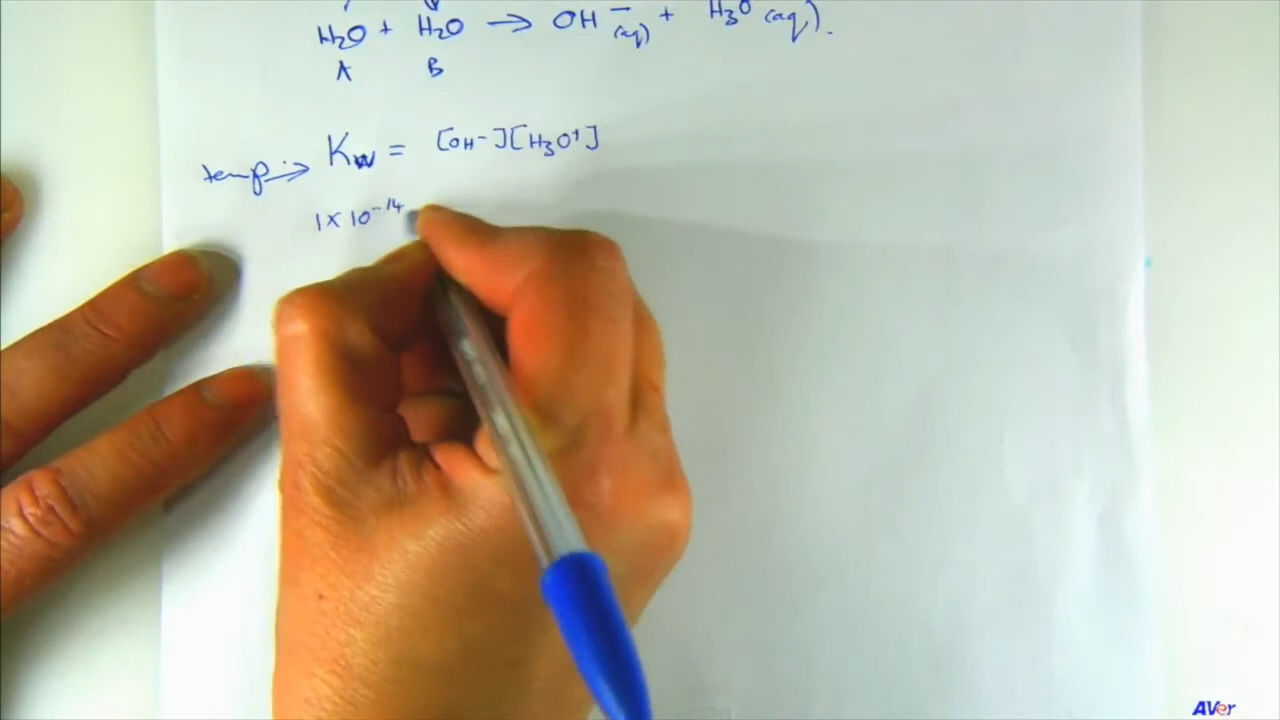 H₂O + H₂O → OH⁻ (aq) + H₃O (aq).
A B
temp → Kw = [OH⁻][H₃O⁺]
1 × 10⁻¹⁴
AVer